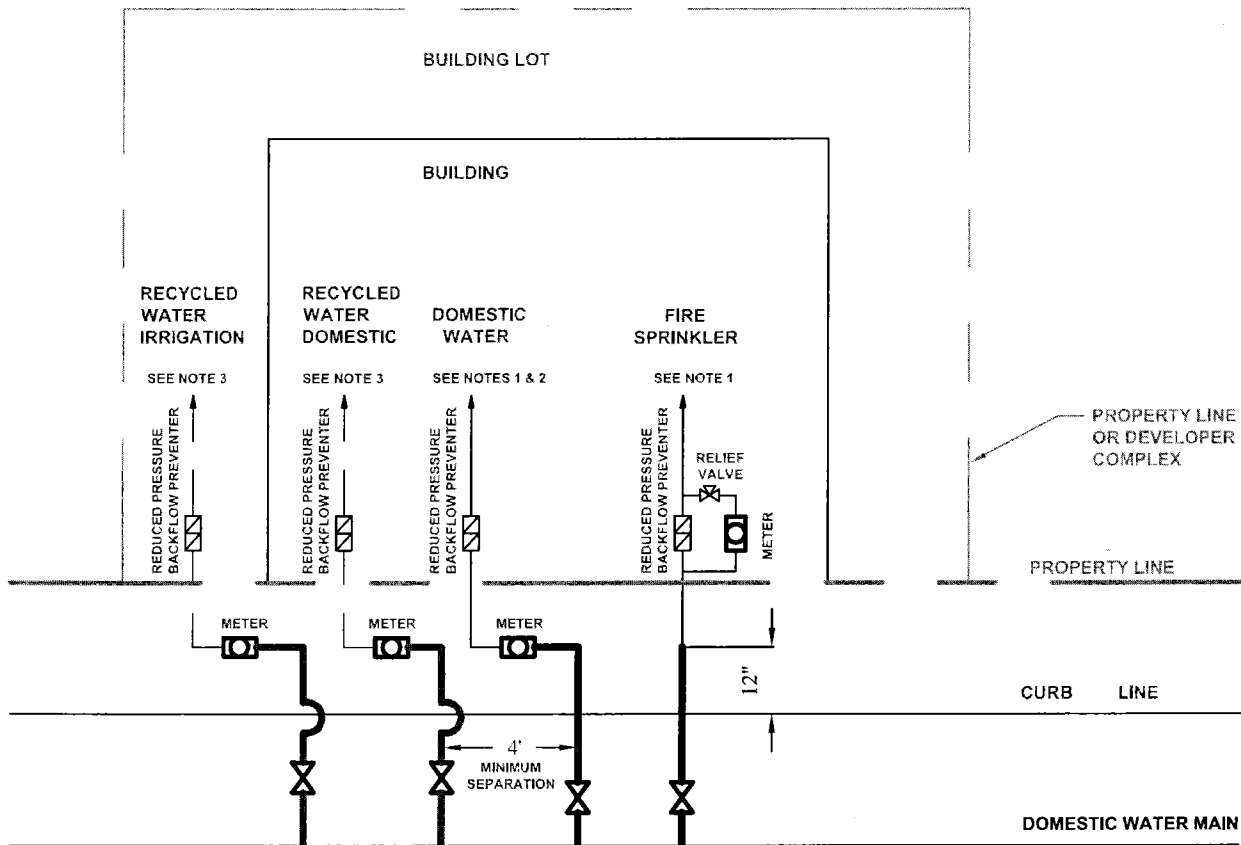 BUILDING LOT
BUILDING
RECYCLED
WATER
IRRIGATION
SEE NOTE 3
RECYCLED
WATER
DOMESTIC
SEE NOTE 3
DOMESTIC
WATER
SEE NOTES 1 & 2
FIRE
SPRINKLER
SEE NOTE 1
REDUCED PRESSURE
BACKFLOW PREVENTER
REDUCED PRESSURE
BACKFLOW PREVENTER
REDUCED PRESSURE
BACKFLOW PREVENTER
REDUCED PRESSURE
BACKFLOW PREVENTER
RELIEF
VALVE
METER
PROPERTY LINE
OR DEVELOPER
COMPLEX
PROPERTY LINE
METER
METER
METER
12"
CURB LINE
4'
MINIMUM
SEPARATION
DOMESTIC WATER MAIN